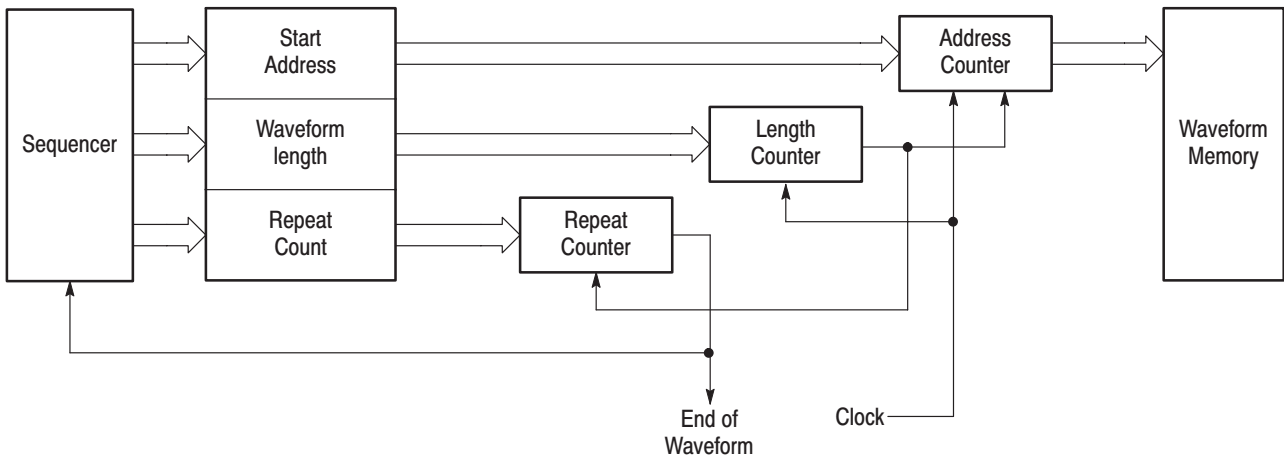 Sequencer
Start
Address
Waveform
length
Repeat
Count
Repeat
Counter
Length
Counter
Address
Counter
Waveform
Memory
End of
Waveform
Clock